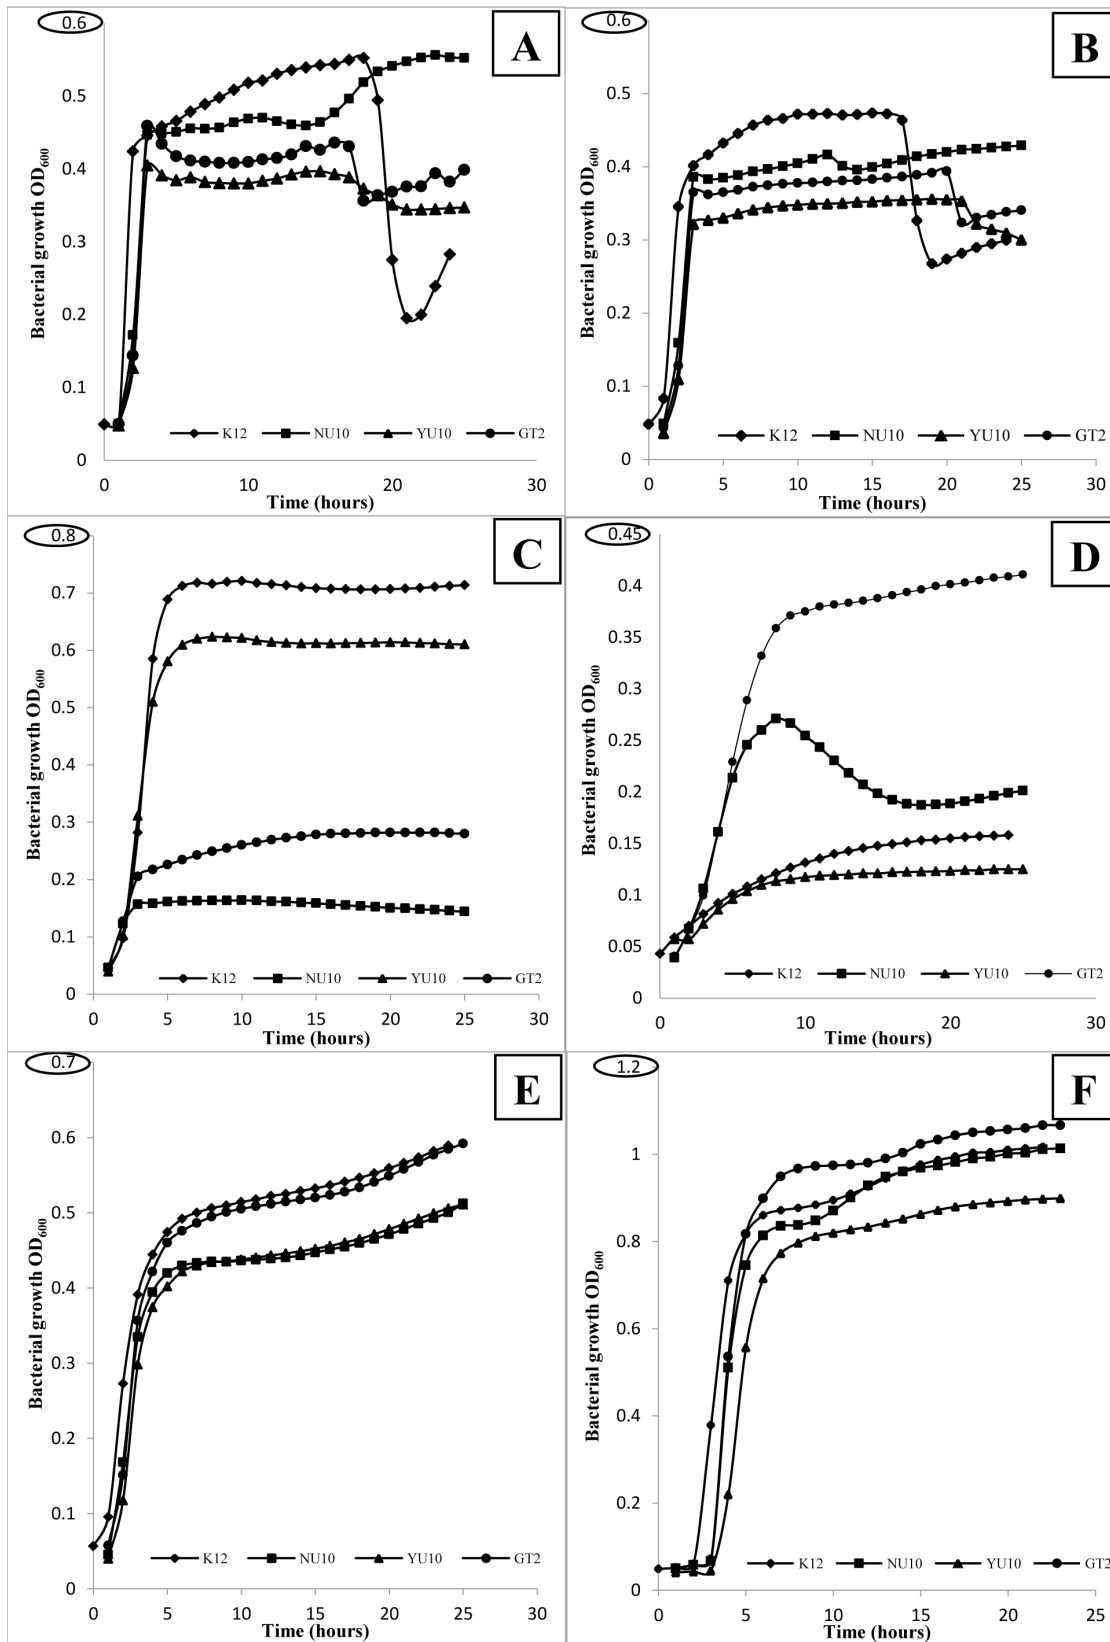 0.6
A
0.5
0.4
0.3
0.2
0.1
0
Bacterial growth OD600
K12 NU10 YU10 GT2
0 10 20 30
Time (hours)
0.6
B
0.5
0.4
0.3
0.2
0.1
0
Bacterial growth OD600
K12 NU10 YU10 GT2
0 5 10 15 20 25 30
Time (hours)
0.8
C
0.7
0.6
0.5
0.4
0.3
0.2
0.1
0
Bacterial growth OD600
K12 NU10 YU10 GT2
0 5 10 15 20 25 30
Time (hours)
0.45
D
0.4
0.35
0.3
0.25
0.2
0.15
0.1
0.05
0
Bacterial growth OD600
K12 NU10 YU10 GT2
0 10 20 30
Time (hours)
0.7
E
0.6
0.5
0.4
0.3
0.2
0.1
0
Bacterial growth OD600
K12 NU10 YU10 GT2
0 5 10 15 20 25 30
Time (hours)
1.2
F
1
0.8
0.6
0.4
0.2
0
Bacterial growth OD600
K12 NU10 YU10 GT2
0 5 10 15 20 25
Time (hours)